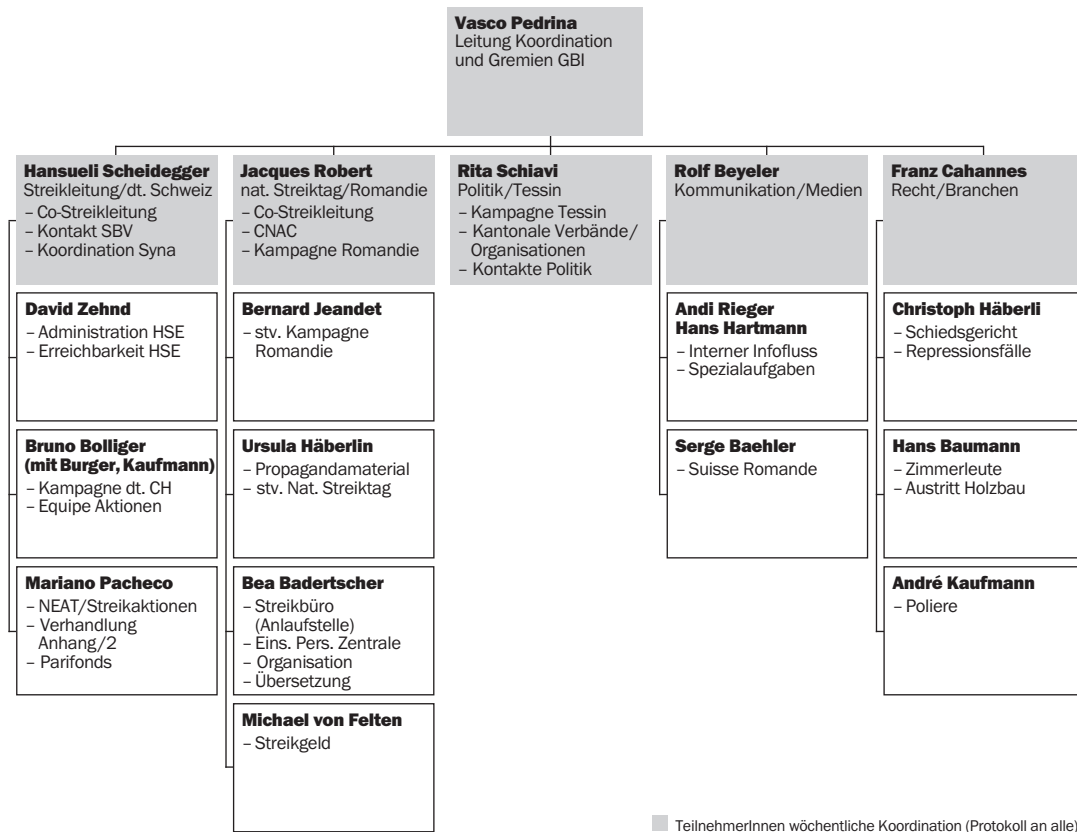 Vasco Pedrina
Leitung Koordination
und Gremien GBI
Hansueli Scheidegger
Streikleitung/dt. Schweiz
– Co-Streikleitung
– Kontakt SBV
– Koordination Syna
Jacques Robert
nat. Streiktag/Romandie
– Co-Streikleitung
– CNAC
– Kampagne Romandie
Rita Schiavi
Politik/Tessin
– Kampagne Tessin
– Kantonale Verbände/
Organisationen
– Kontakte Politik
Rolf Beyeler
Kommunikation/Medien
Franz Cahannes
Recht/Branchen
David Zehnd
– Administration HSE
– Erreichbarkeit HSE
Bernard Jeandet
– stv. Kampagne
Romandie
Andi Rieger
Hans Hartmann
– Interner Infofluss
– Spezialaufgaben
Christoph Häberli
– Schiedsgericht
– Repressionsfälle
Bruno Bolliger
(mit Burger, Kaufmann)
– Kampagne dt. CH
– Equipe Aktionen
Ursula Häberlin
– Propagandamaterial
– stv. Nat. Streiktag
Serge Baehler
– Suisse Romande
Hans Baumann
– Zimmerleute
– Austritt Holzbau
Mariano Pacheco
– NEAT/Streikaktionen
– Verhandlung
Anhang/2
– Parifonds
Bea Badertscher
– Streikbüro
(Anlaufstelle)
– Eins. Pers. Zentrale
– Organisation
– Übersetzung
André Kaufmann
– Poliere
Michael von Felten
– Streikgeld
TeilnehmerInnen wöchentliche Koordination (Protokoll an alle)